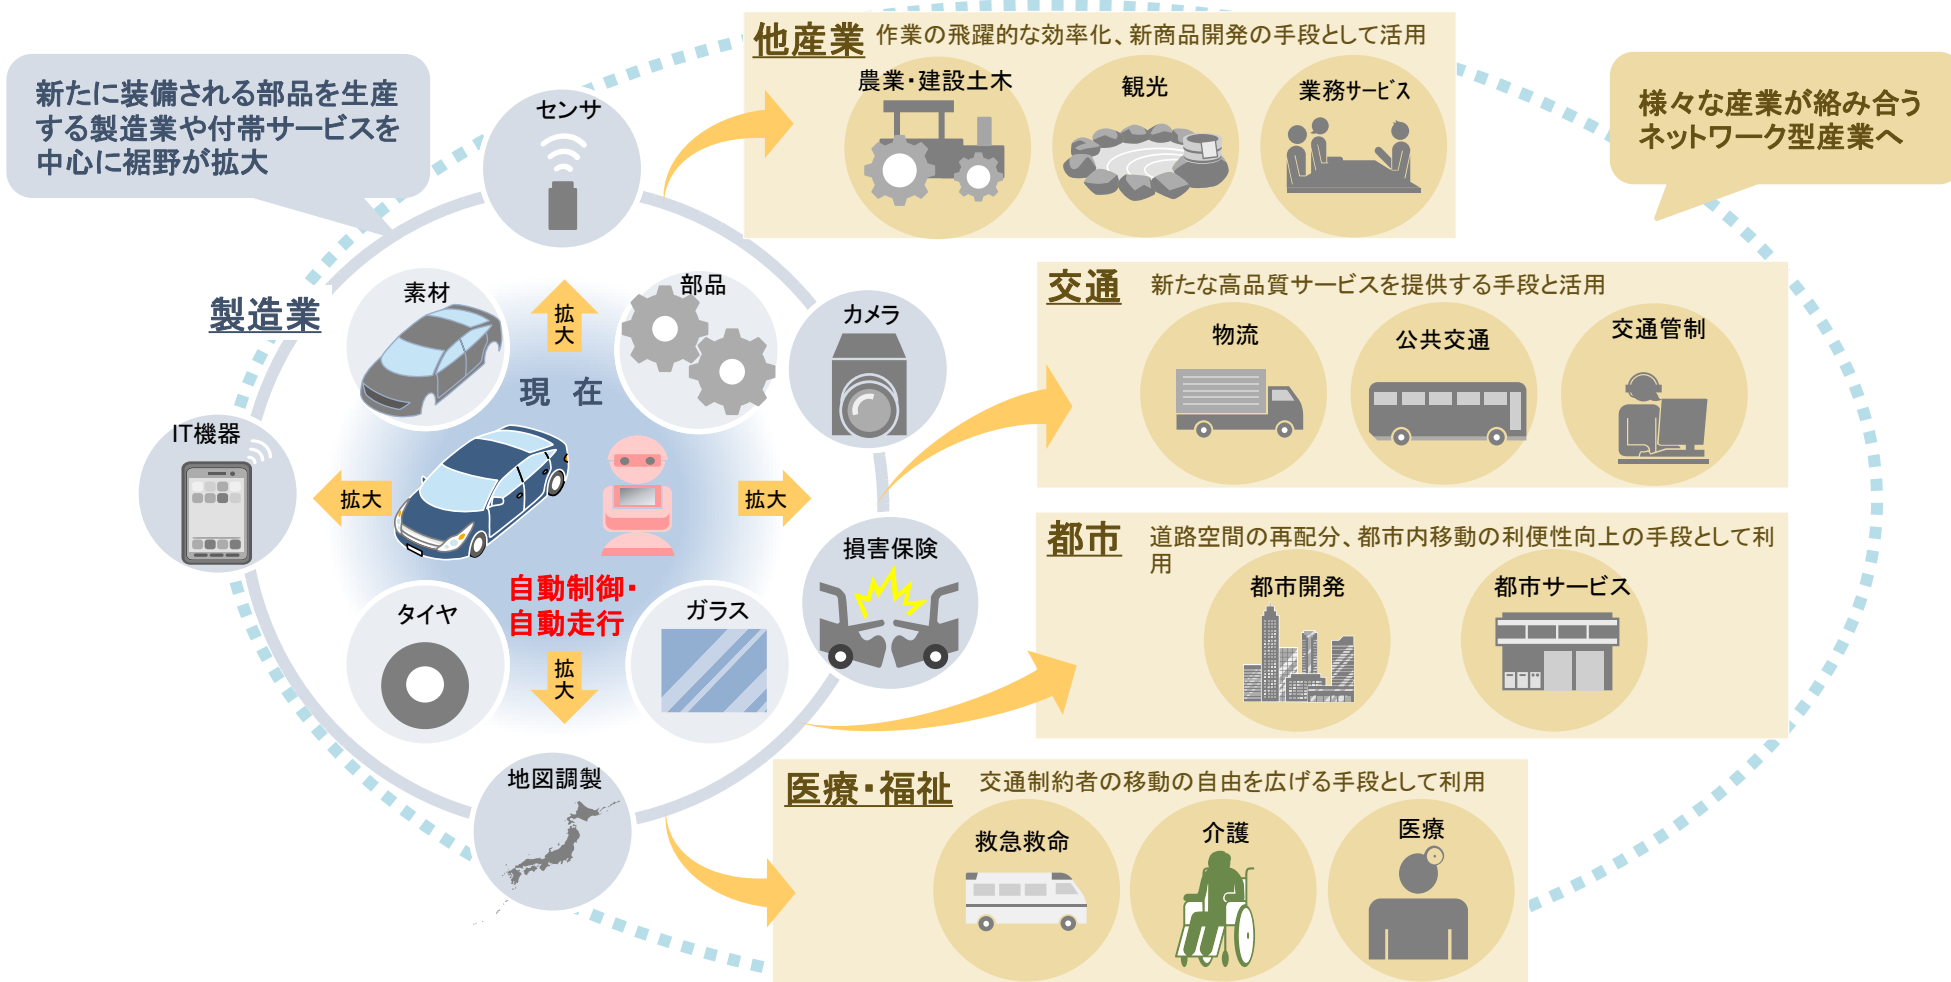 新たに装備される部品を生産
する製造業や付帯サービスを
中心に裾野が拡大
製造業
センサ
カメラ
損害保険
地図調製
IT機器
素材
部品
タイヤ
ガラス
現 在
自動制御・
自動走行
拡大
拡大
拡大
拡大
他産業
作業の飛躍的な効率化、新商品開発の手段として活用
農業・建設土木
観光
業務サービス
様々な産業が絡み合う
ネットワーク型産業へ
交通
新たな高品質サービスを提供する手段と活用
物流
公共交通
交通管制
都市
道路空間の再配分、都市内移動の利便性向上の手段として利
用
都市開発
都市サービス
医療・福祉
交通制約者の移動の自由を広げる手段として利用
救急救命
介護
医療